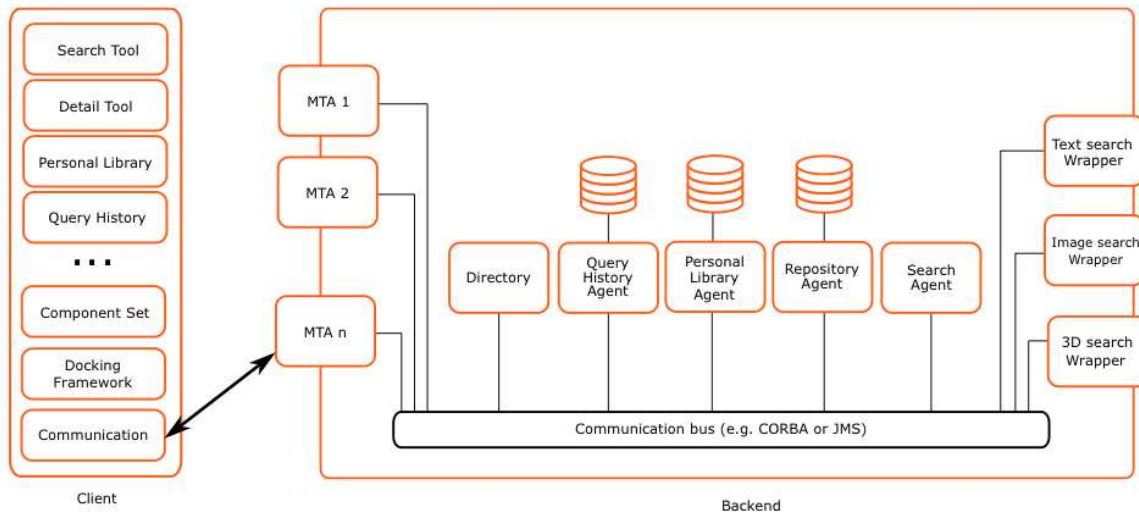 Search Tool
Detail Tool
Personal Library
Query History
...
Component Set
Docking
Framework
Communication
Client
MTA 1
MTA 2
MTA n
Directory
Query
History
Agent
Personal
Library
Agent
Repository
Agent
Search
Agent
Text search
Wrapper
Image search
Wrapper
3D search
Wrapper
Communication bus (e.g. CORBA or JMS)
Backend